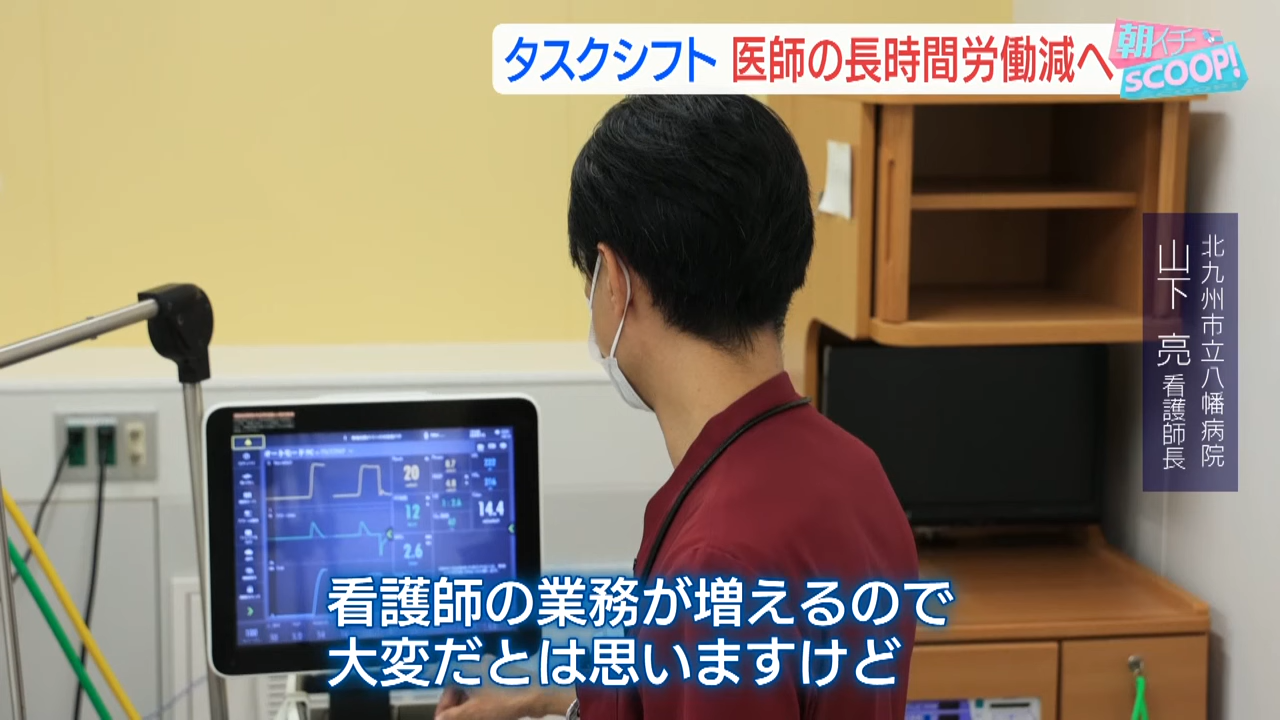 タスクシフト 医師の長時間労働減へ
朝イチ
SCOOP!
北九州市立八幡病院
山下 亮 看護師長
20
12
2.6
14.4
看護師の業務が増えるので
大変だとは思いますけど